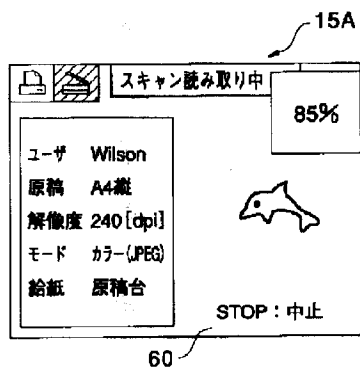 15A
スキャン読み取り中
85%
ユーザ Wilson
原稿 A4縦
解像度 240[dpi]
モード カラー(JPEG)
給紙 原稿台
STOP：中止
60